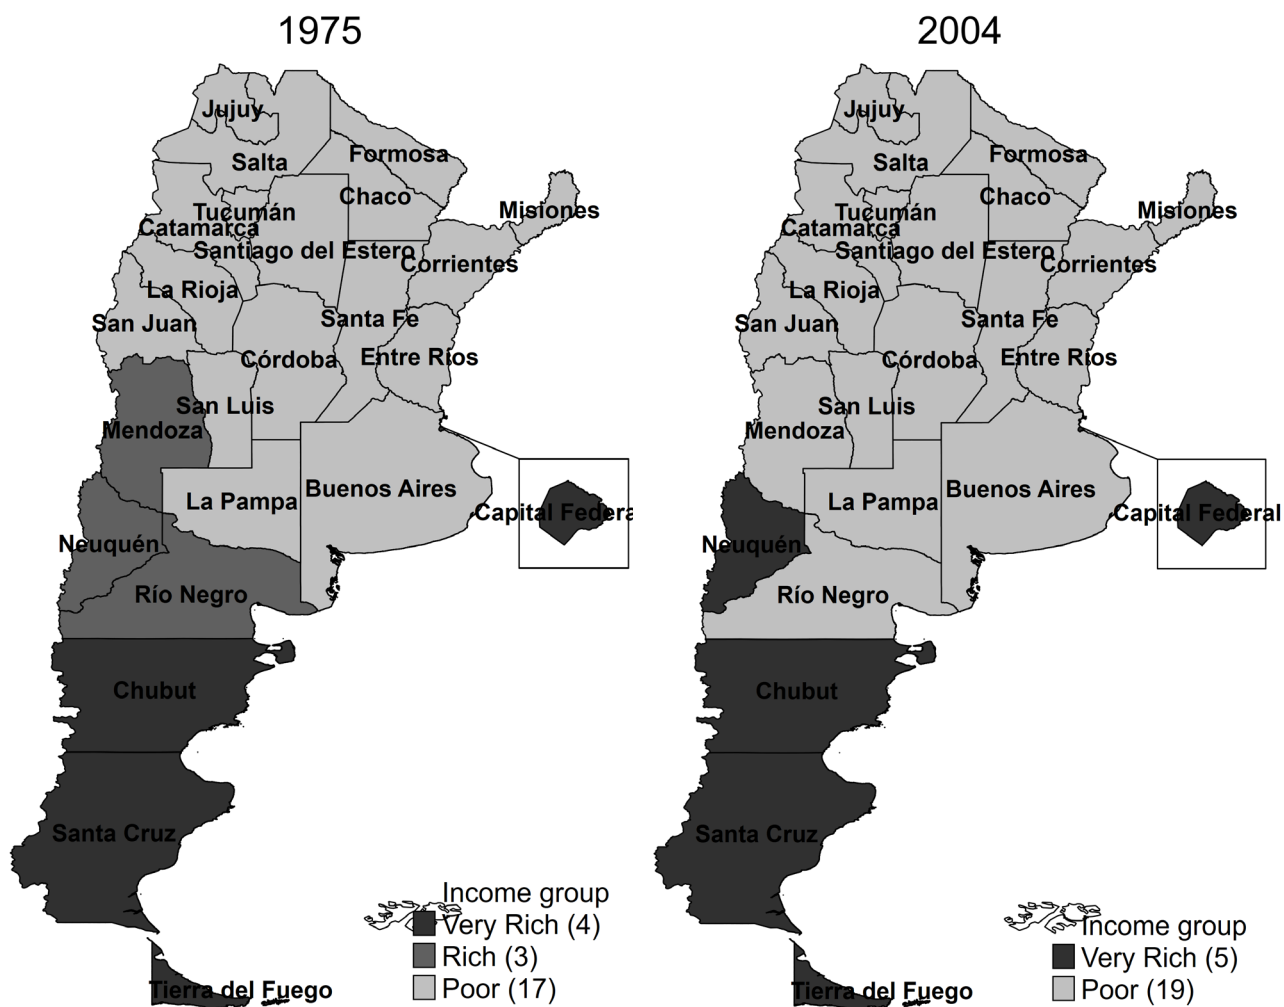 1975
Jujuy
Salta
Formosa
Chaco
Misiones
Tucumán
Catamarca
Santiago del Estero
Corrientes
La Rioja
San Juan
Santa Fe
Córdoba
Entre Ríos
San Luis
Mendoza
La Pampa
Buenos Aires
Capital Federa
Neuquén
Río Negro
Chubut
Santa Cruz
Tierra del Fuego
Income group
Very Rich (4)
Rich (3)
Poor (17)
2004
Jujuy
Salta
Formosa
Chaco
Misiones
Tucumán
Catamarca
Santiago del Estero
Corrientes
La Rioja
San Juan
Santa Fe
Córdoba
Entre Ríos
San Luis
Mendoza
La Pampa
Buenos Aires
Capital Federal
Neuquén
Río Negro
Chubut
Santa Cruz
Tierra del Fuego
Income group
Very Rich (5)
Poor (19)